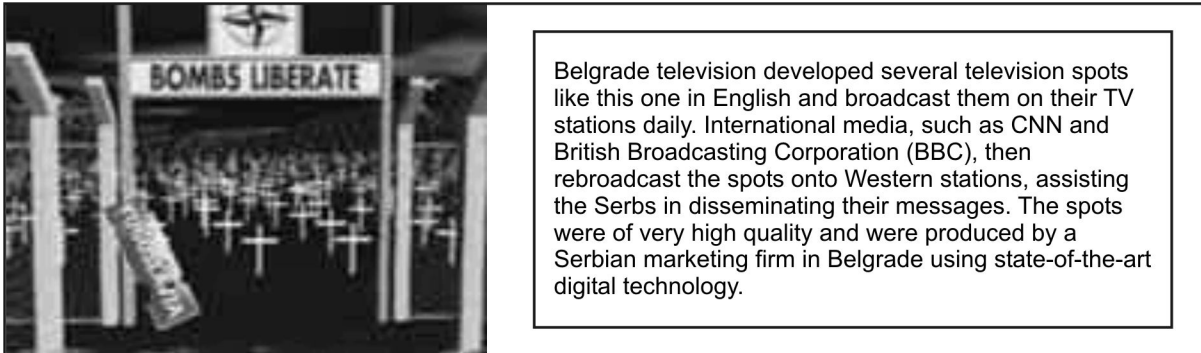 BOMBS LIBERATE
Belgrade television developed several television spots
like this one in English and broadcast them on their TV
stations daily. International media, such as CNN and
British Broadcasting Corporation (BBC), then
rebroadcast the spots onto Western stations, assisting
the Serbs in disseminating their messages. The spots
were of very high quality and were produced by a
Serbian marketing firm in Belgrade using state-of-the-art
digital technology.